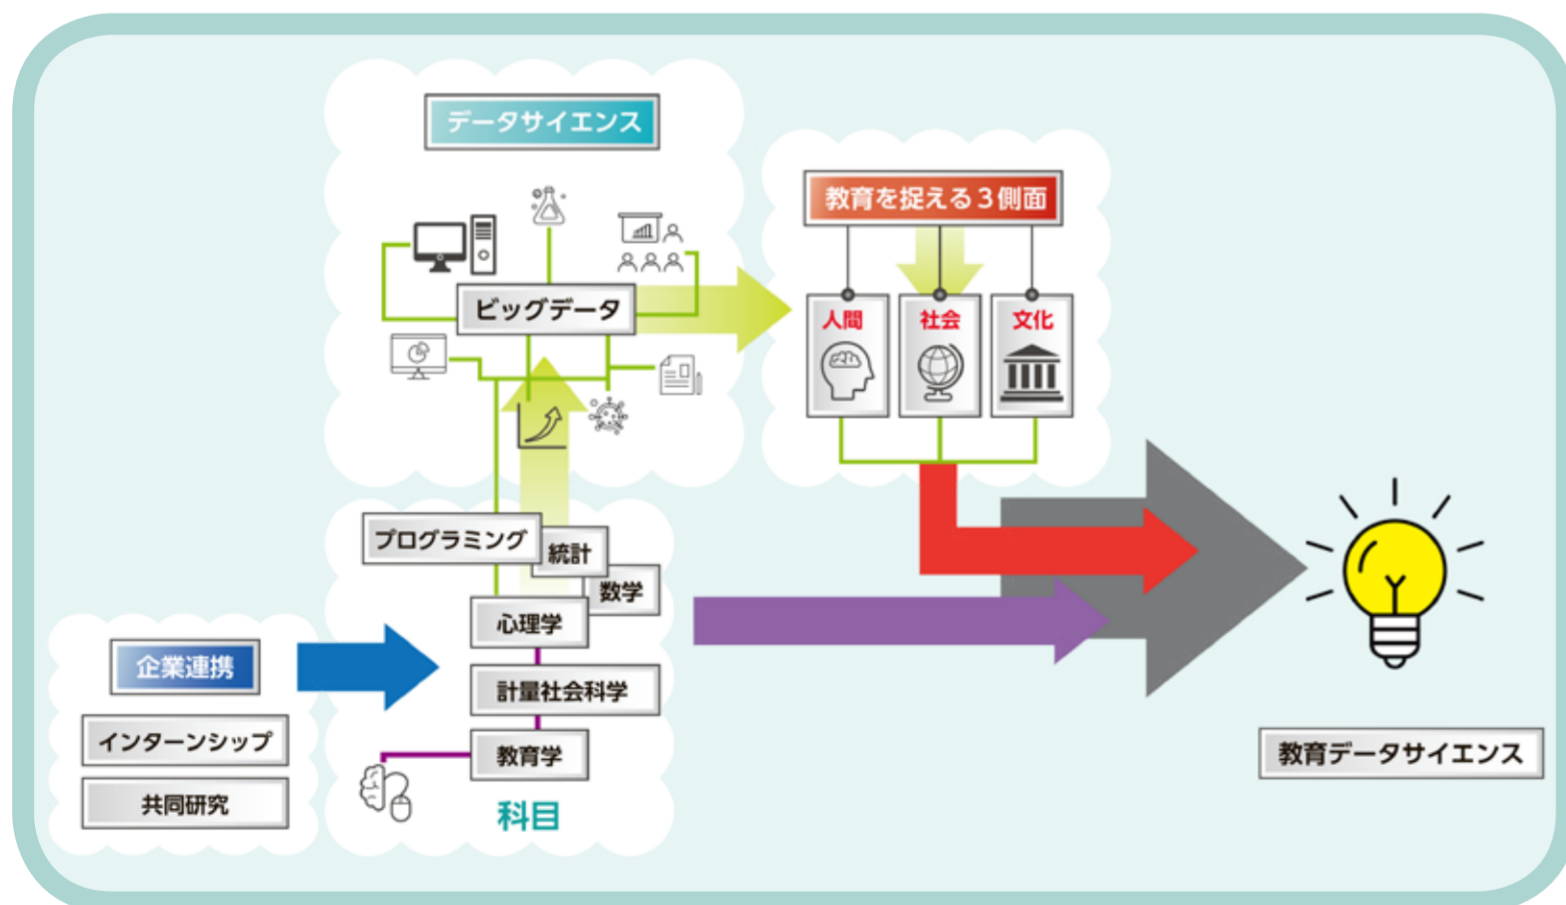 データサイエンス
ビッグデータ
教育を捉える3側面
人間
社会
文化
プログラミング
統計
数学
心理学
計量社会科学
教育学
科目
企業連携
インターンシップ
共同研究
教育データサイエンス